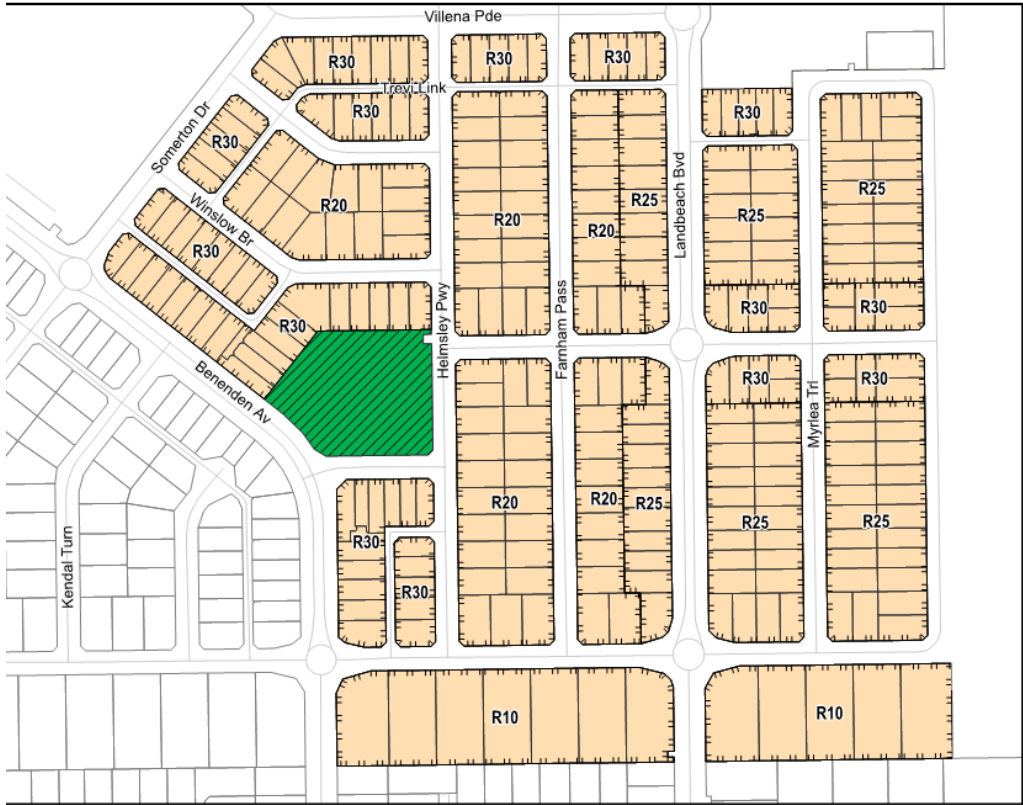 Villena Pde
R30
R30
R30
Trevi Link
R30
R30
R30
Somerton Dr
Landbeach Bvd
R25
R20
R25
R20
R20
R25
Winslow Br
R30
R30
R30
R30
Helmsley Pwy
Farnham Pass
Benenden Av
R30
R30
Myrlea Trl
R20
R20
R25
R25
R25
R30
Kendal Turn
R30
R10
R10